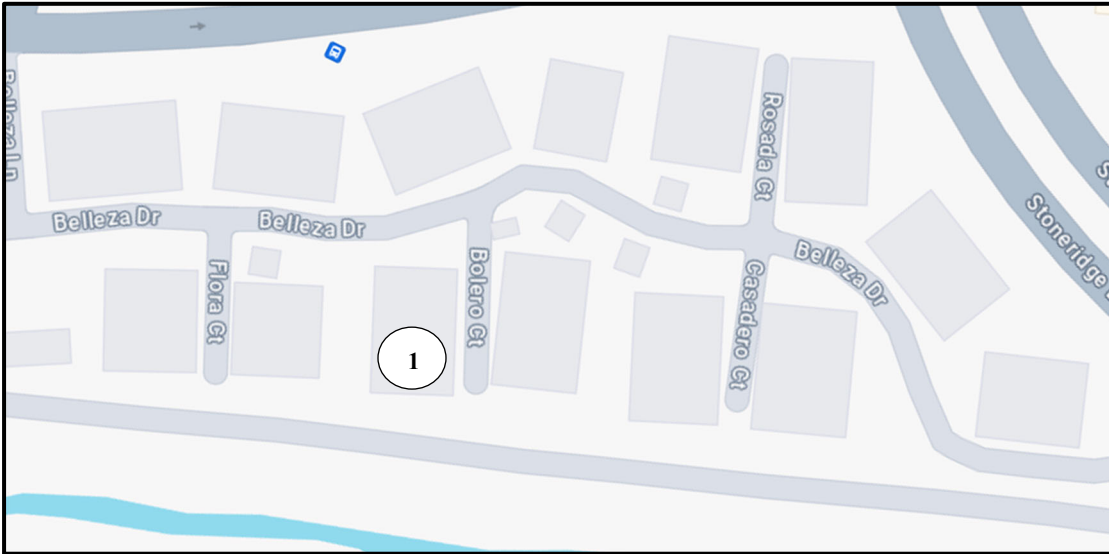 Belleza Ln
Rosada Ct
Belleza Dr
Belleza Dr
Stoneridge
Flora Ct
Bolero Ct
Casadero Ct
Belleza Dr
1